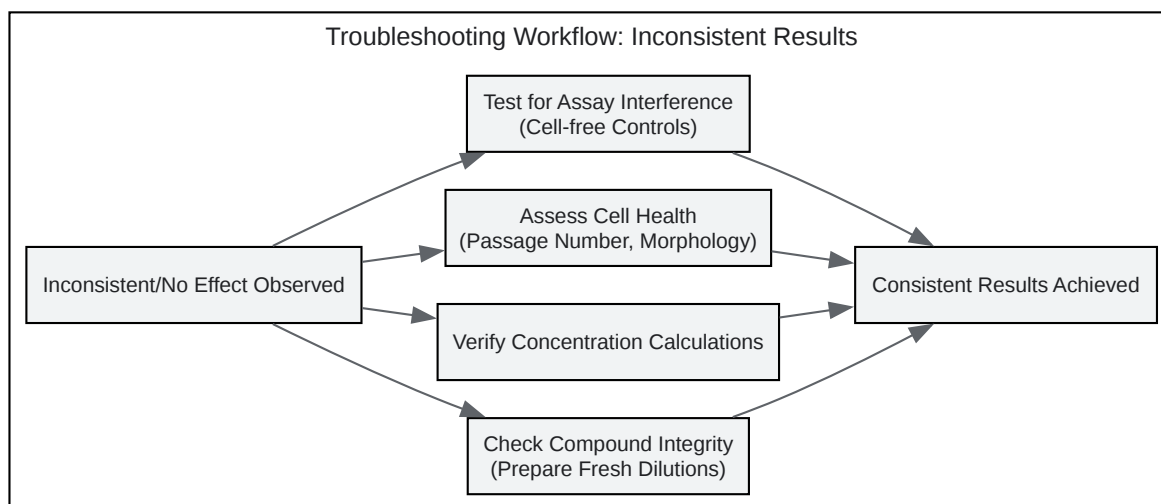 Troubleshooting Workflow: Inconsistent Results
Test for Assay Interference
(Cell-free Controls)
Assess Cell Health
(Passage Number, Morphology)
Inconsistent/No Effect Observed
Consistent Results Achieved
Verify Concentration Calculations
Check Compound Integrity
(Prepare Fresh Dilutions)